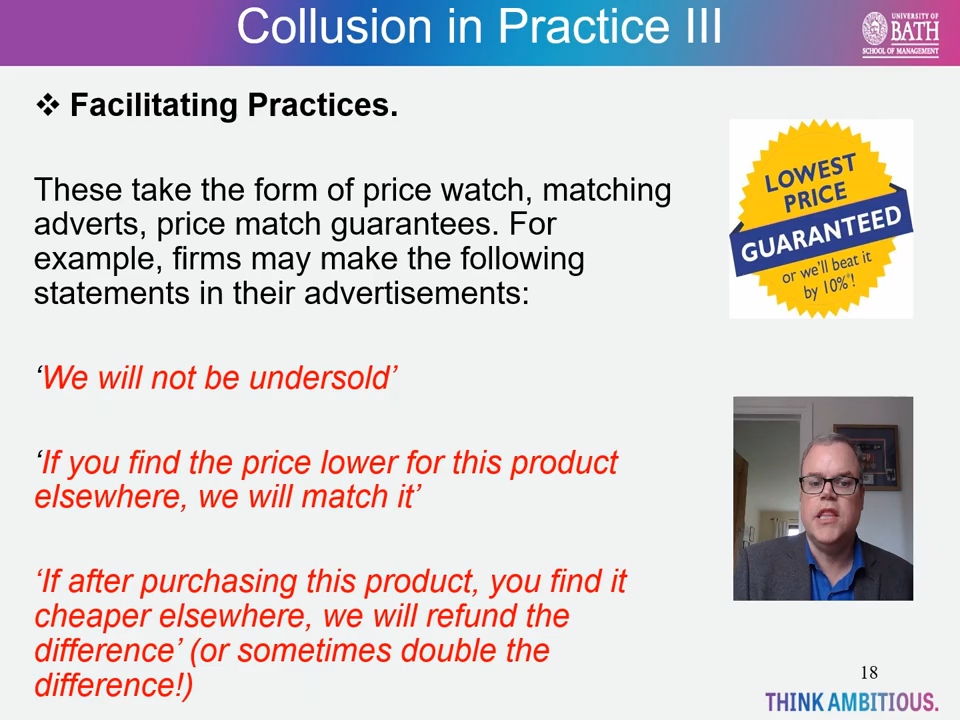 Collusion in Practice III
UNIVERSITY OF
BATH
SCHOOL OF MANAGEMENT
❖ Facilitating Practices.
These take the form of price watch, matching
adverts, price match guarantees. For
example, firms may make the following
statements in their advertisements:
‘We will not be undersold’
‘If you find the price lower for this product
elsewhere, we will match it’
‘If after purchasing this product, you find it
cheaper elsewhere, we will refund the
difference’ (or sometimes double the
difference!)
LOWEST
PRICE
GUARANTEED
or we'll beat it
by 10%*!
18
THINK AMBITIOUS.